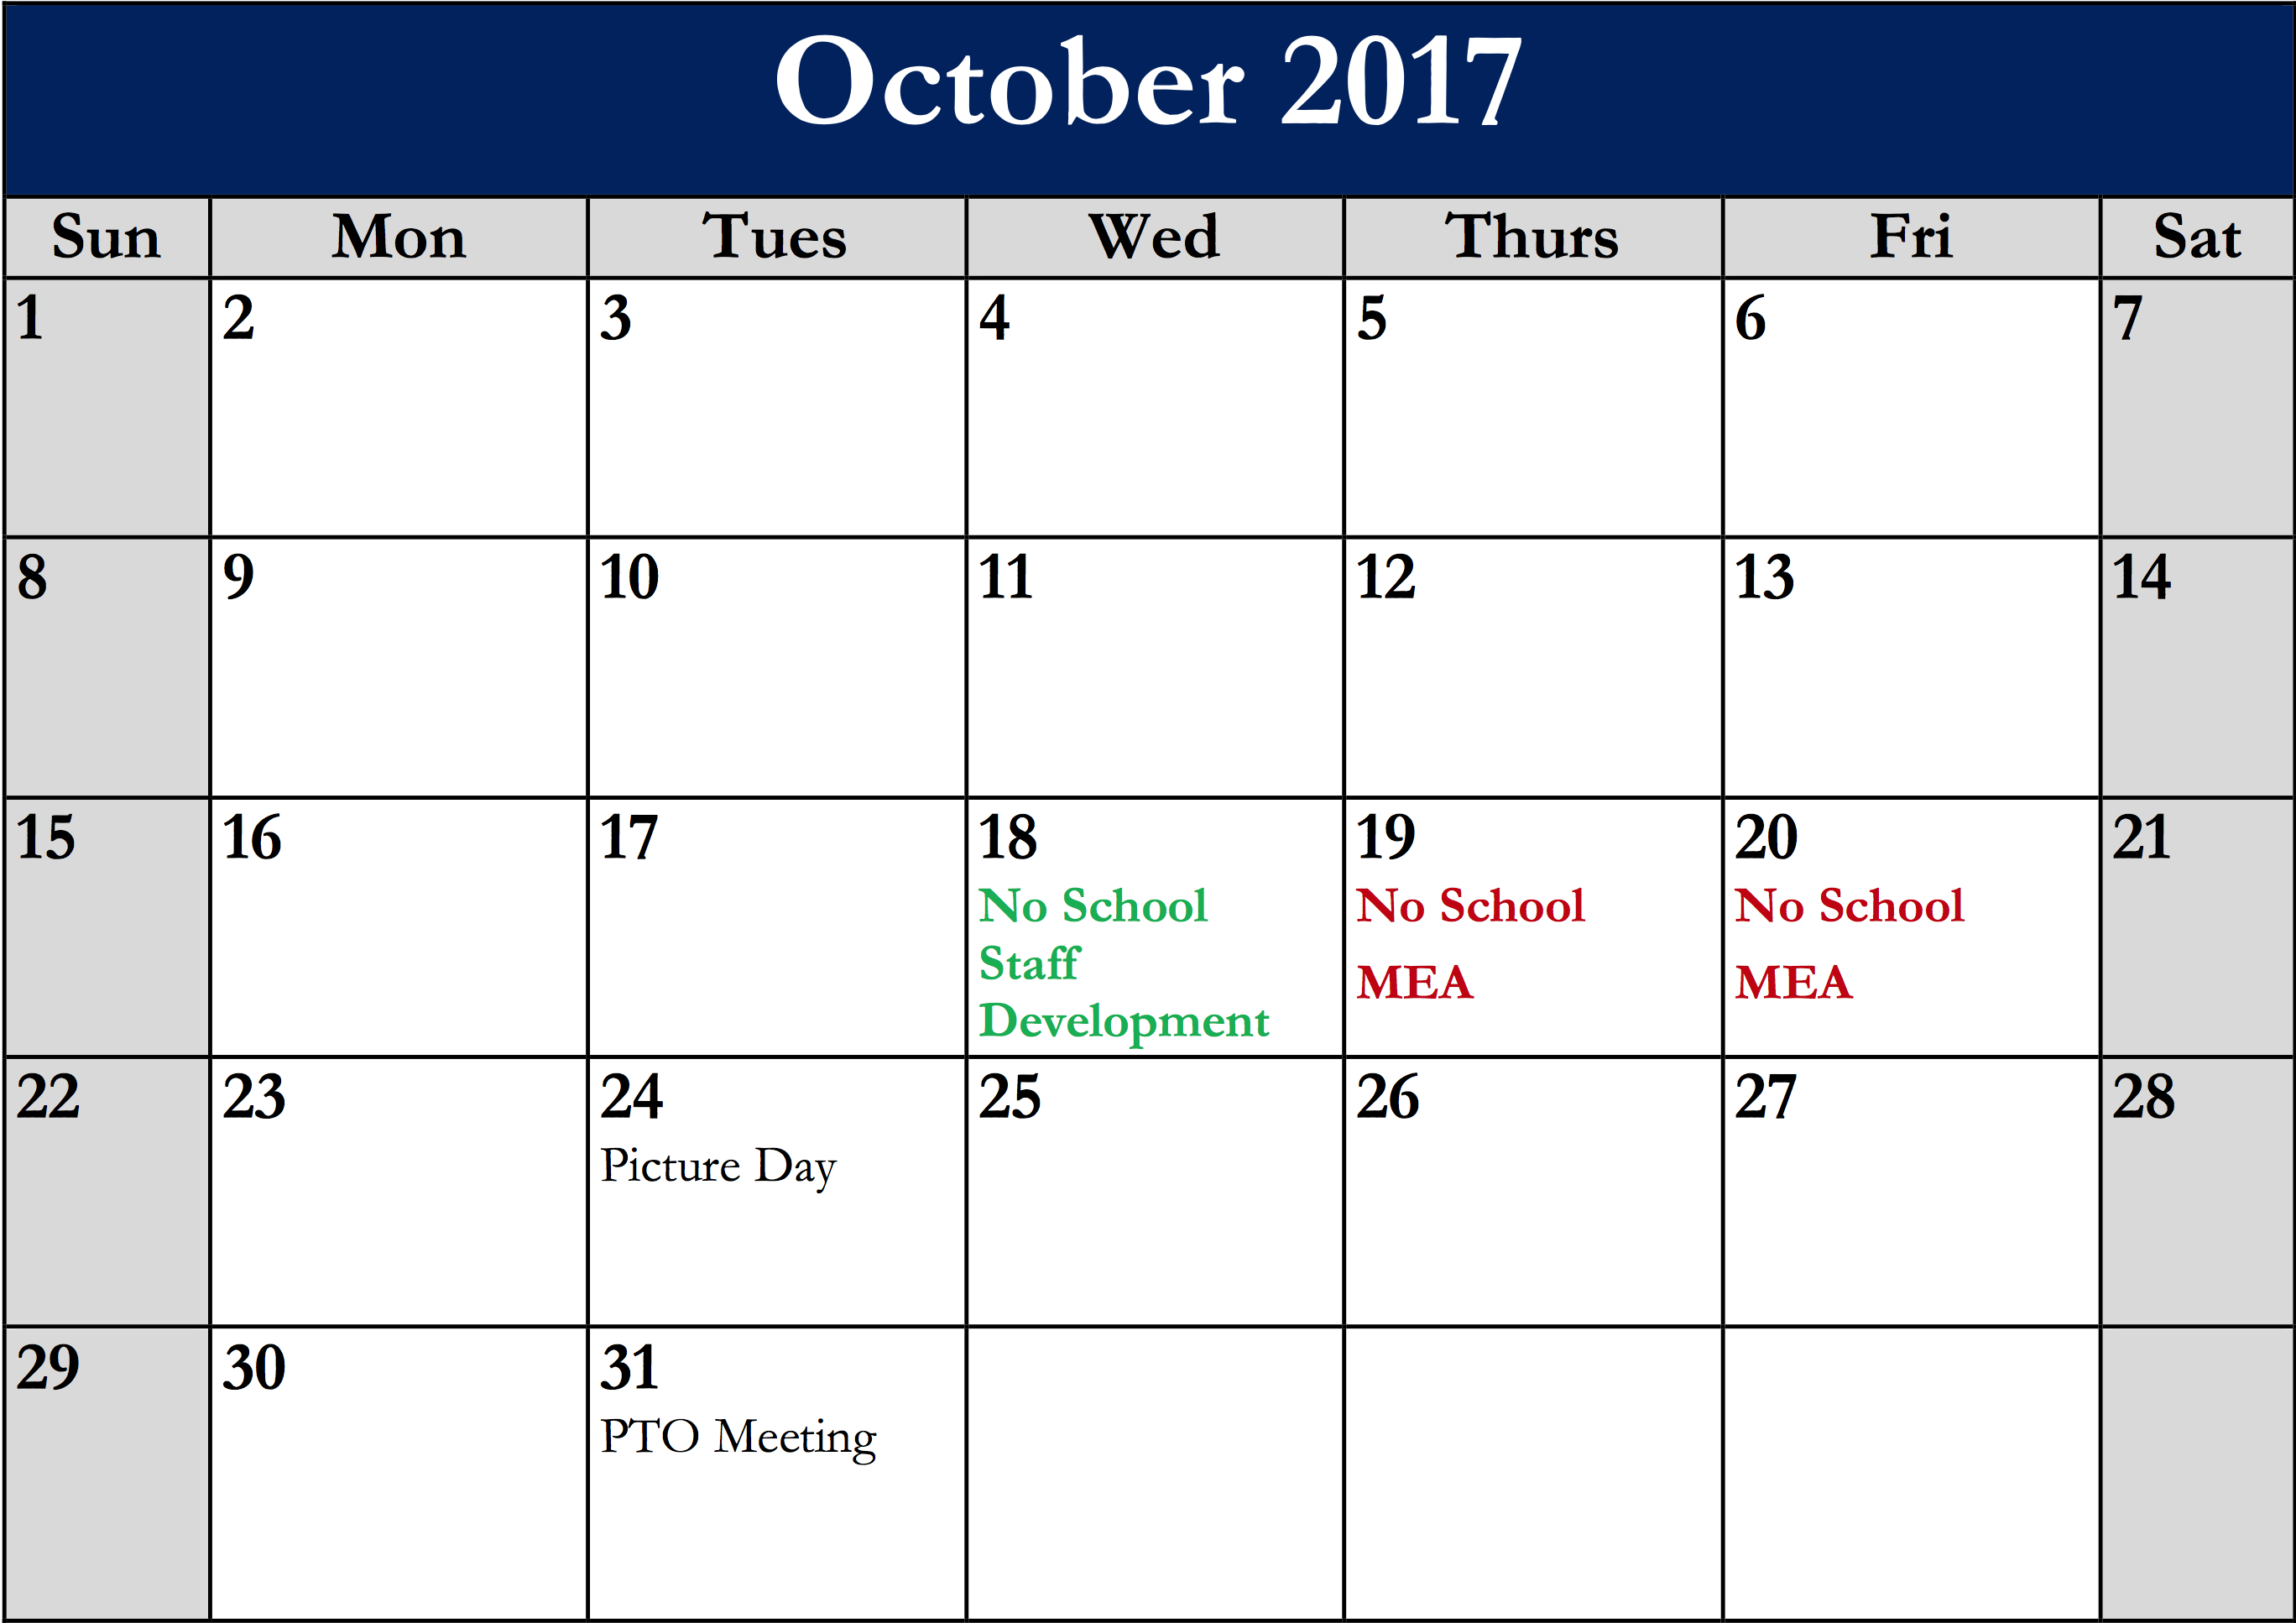 October 2017
Sun Mon Tues Wed Thurs Fri Sat
1 2 3 4 5 6 7
8 9 10 11 12 13 14
15 16 17 18 19 20 21
No School No School No School
Staff
MEA MEA
Development
22 23 24 25 26 27 28
Picture Day
29 30 31
PTO Meeting